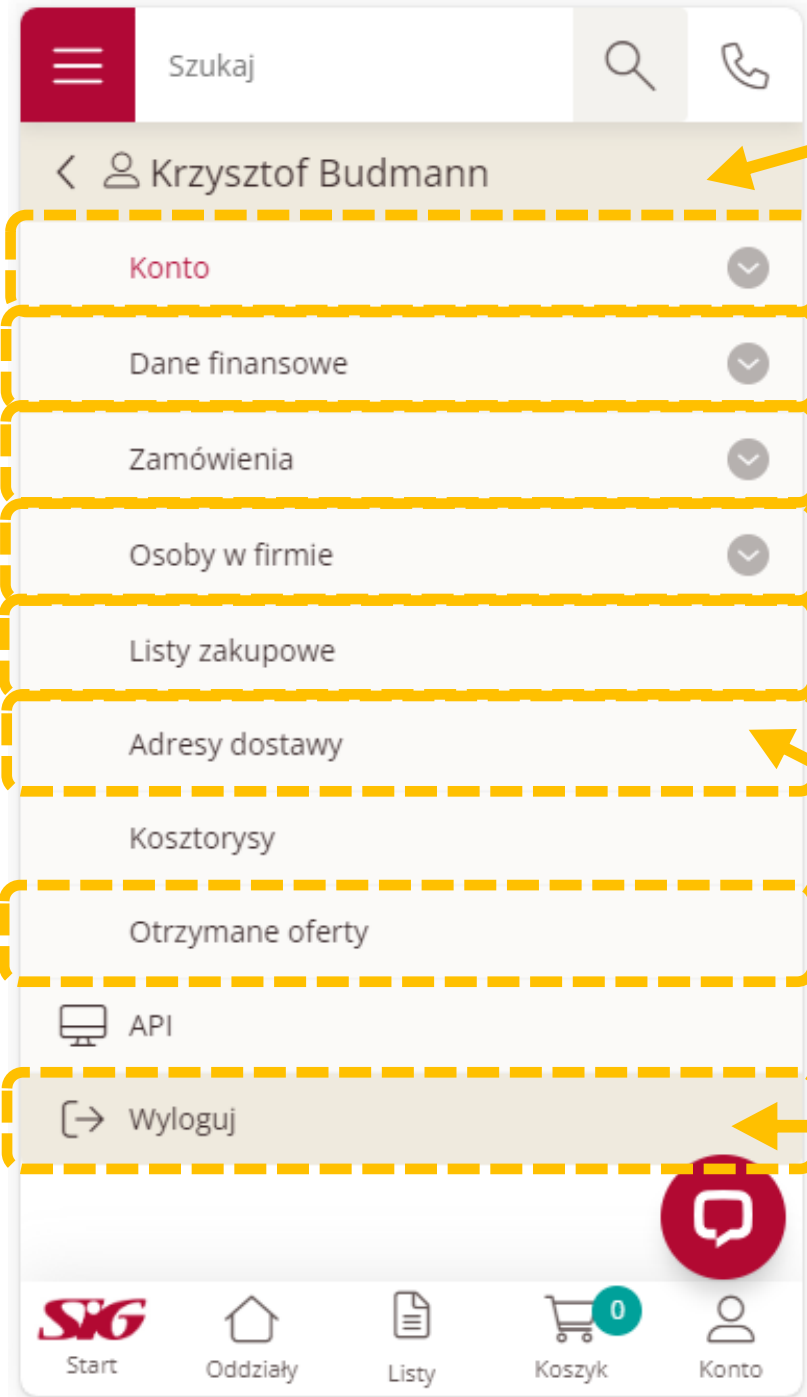 Szukaj
Krzysztof Budmann
Konto
Dane finansowe
Zamówienia
Osoby w firmie
Listy zakupowe
Adresy dostawy
Kosztorysy
Otrzymane oferty
API
Wyloguj
SiG
0
Start
Oddziały
Listy
Koszyk
Konto